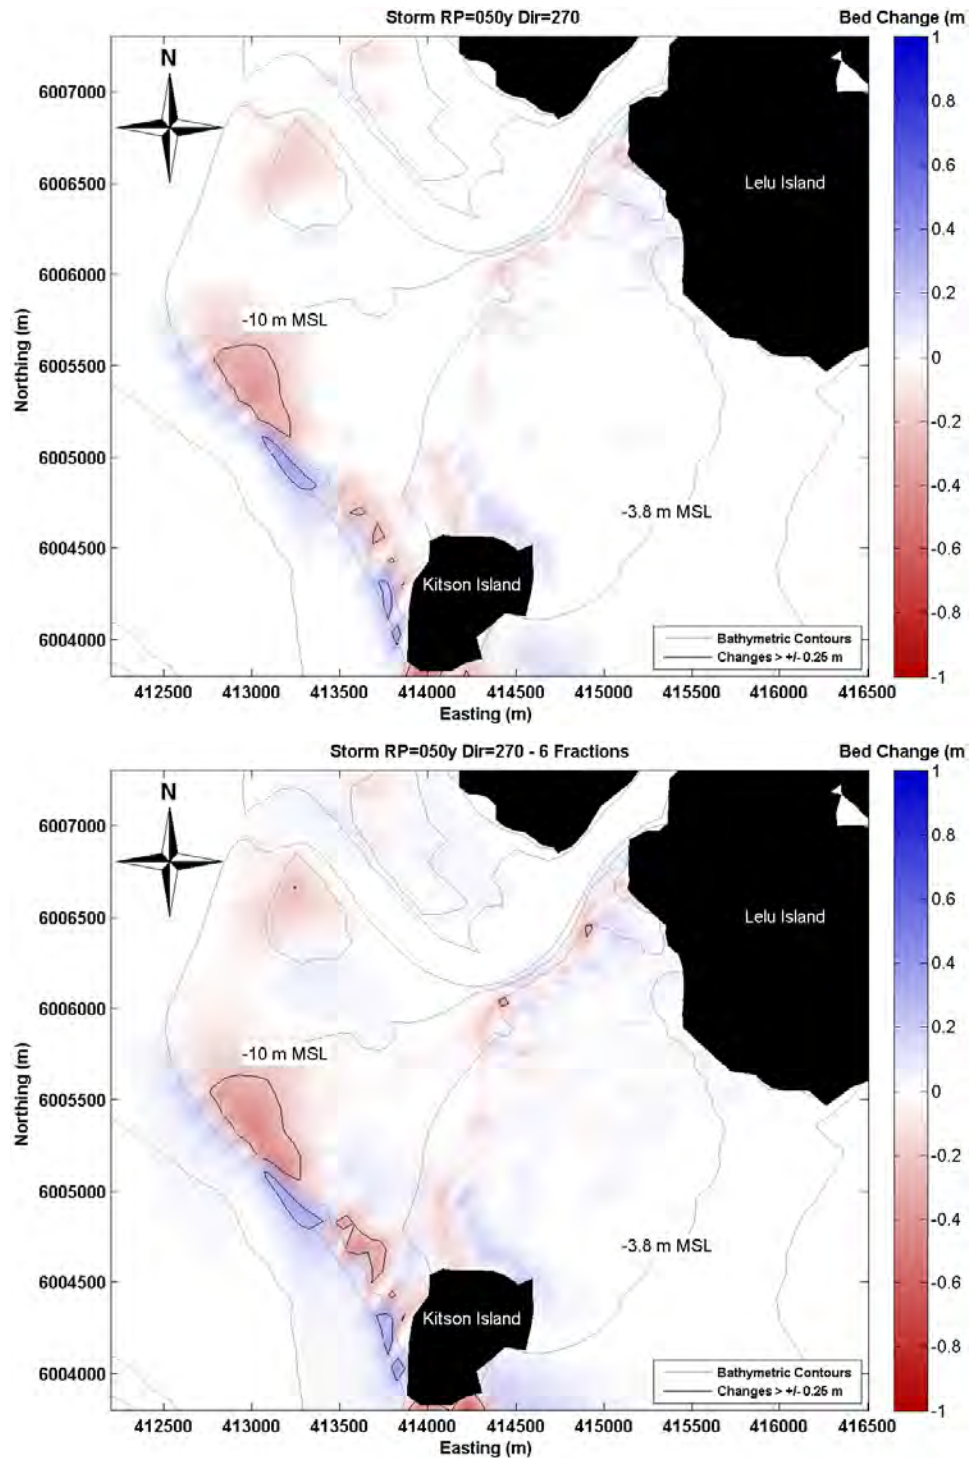 Storm RP=050y Dir=270
Bed Change (m
N
7000
6007000
6006500
6006000
6005500
6005000
6004500
6004000
Northing (m)
Lelu Island
-10 m MSL
-3.8 m MSL
Kitson Island
Bathymetric Contours
Changes > +/- 0.25 m
412500 413000 413500 414000 414500 415000 415500 416000 416500
Easting (m)
1
0.8
0.6
0.4
0.2
0
-0.2
-0.4
-0.6
-0.8
-1
Storm RP=050y Dir=270 - 6 Fractions
Bed Change (m
N
6007000
6006500
6006000
6005500
6005000
6004500
6004000
Northing (m)
Lelu Island
-10 m MSL
-3.8 m MSL
Kitson Island
Bathymetric Contours
Changes > +/- 0.25 m
412500 413000 413500 414000 414500 415000 415500 416000 416500
Easting (m)
1
0.8
0.6
0.4
0.2
0
-0.2
-0.4
-0.6
-0.8
-1